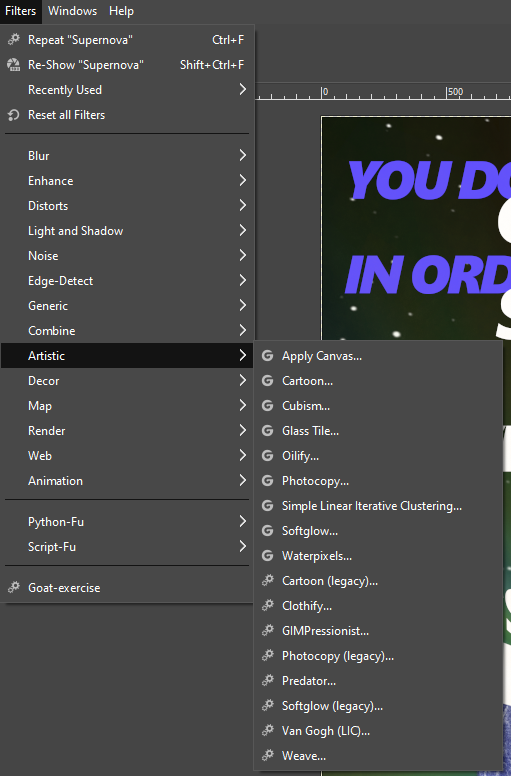 Filters Windows Help
Repeat "Supernova" Ctrl+F
Re-Show "Supernova" Shift+Ctrl+F
Recently Used
Reset all Filters
0 500
Blur
Enhance
YOU DO
Distorts
Light and Shadow
Noise
Edge-Detect
IN ORD
Generic
Combine
Artistic
Decor
Map
Render
Web
Animation
Python-Fu
Script-Fu
Goat-exercise
Apply Canvas...
Cartoon...
Cubism...
Glass Tile...
Oilify...
Photocopy...
Simple Linear Iterative Clustering...
Softglow...
Waterpixels...
Cartoon (legacy)...
Clothify...
GIMPressionist...
Photocopy (legacy)...
Predator...
Softglow (legacy)...
Van Gogh (LIC)...
Weave...